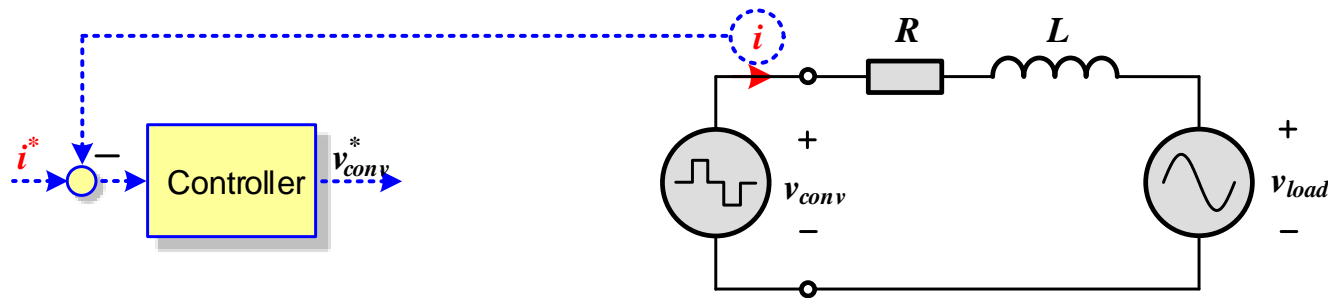 i
R
L
i*
−
Controller
v*conv
+
vconv
−
+
vload
−